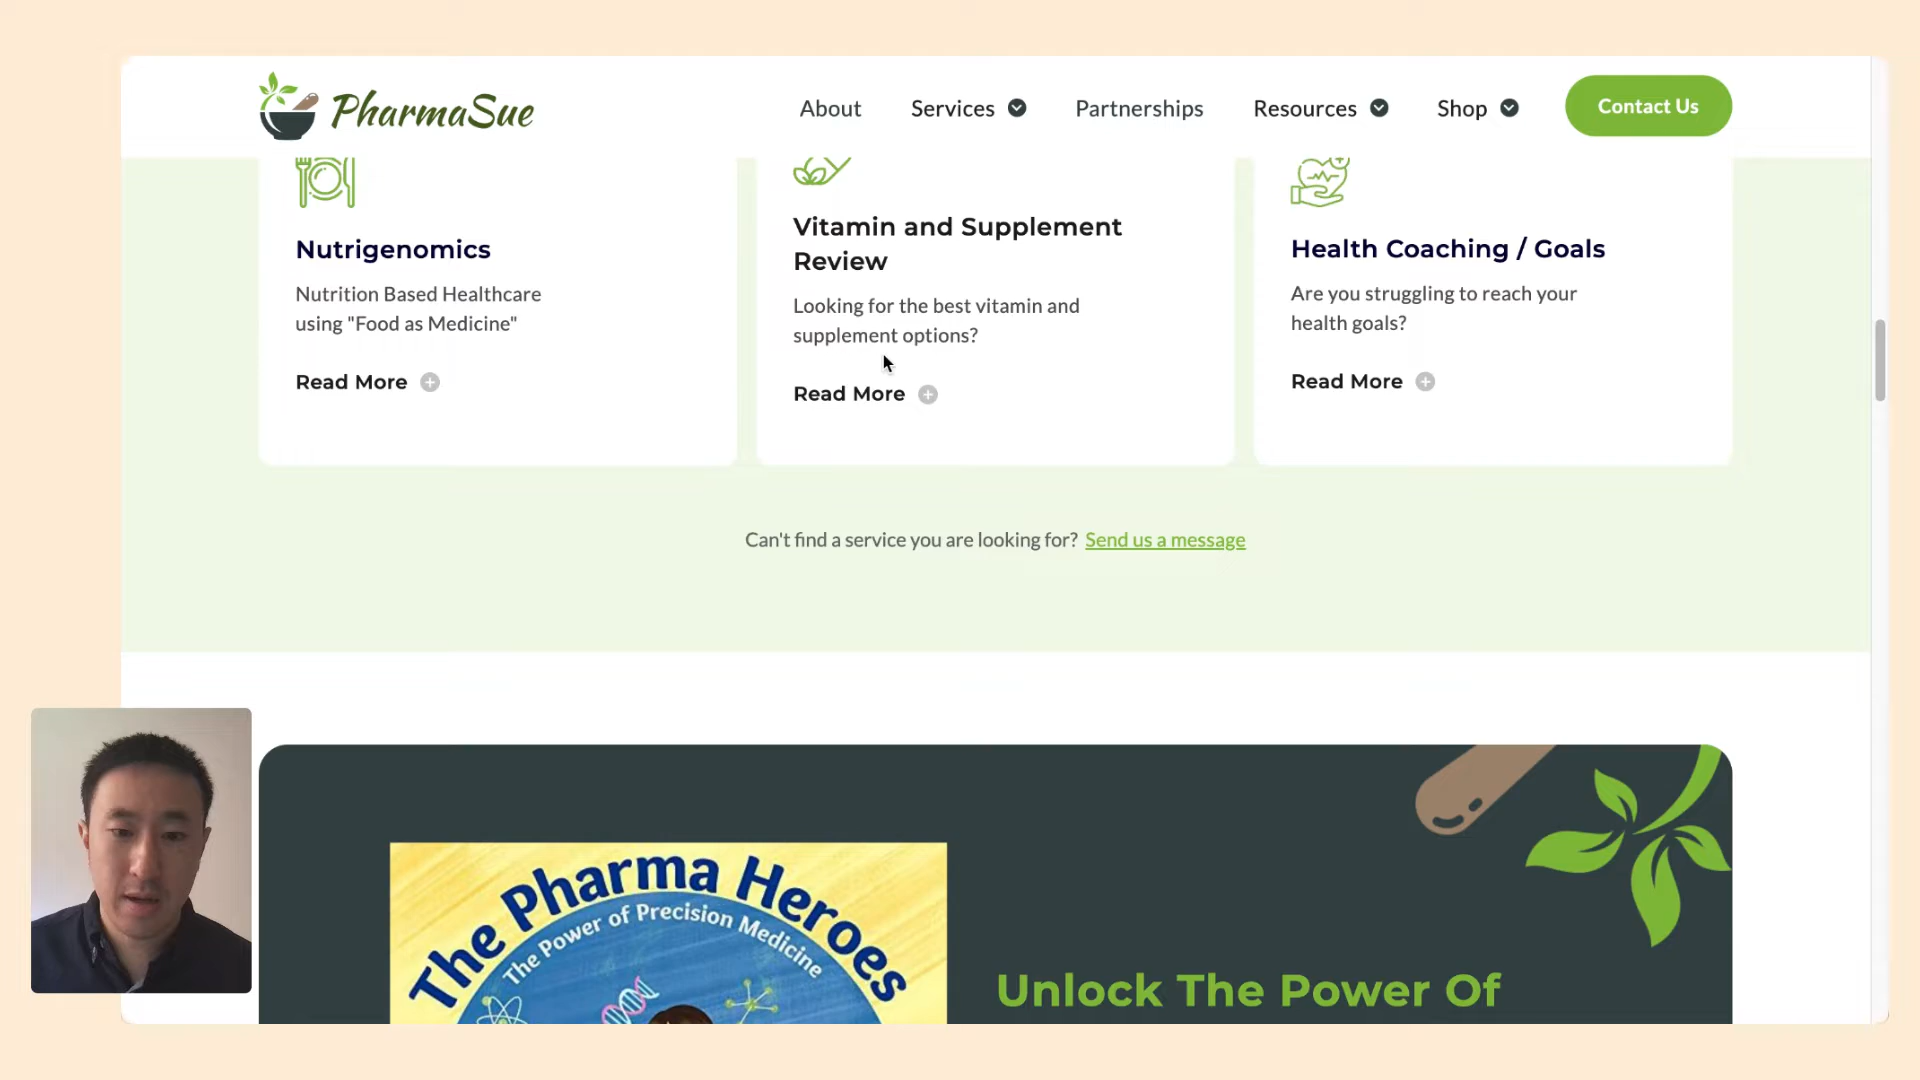 PharmaSue
About Services Partnerships Resources Shop Contact Us
Nutrigenomics
Nutrition Based Healthcare
using "Food as Medicine"
Read More
Vitamin and Supplement
Review
Looking for the best vitamin and
supplement options?
Read More
Health Coaching / Goals
Are you struggling to reach your
health goals?
Read More
Can't find a service you are looking for? Send us a message
The Pharma Heroes
The Power of Precision Medicine
Unlock The Power Of